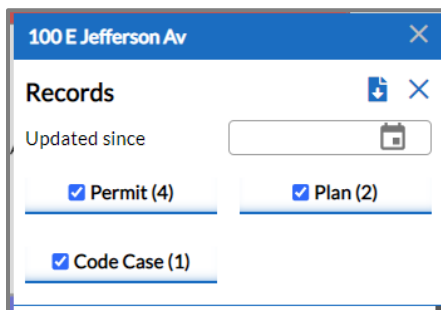 100 E Jefferson Av
Records
Updated since
Permit (4) Plan (2)
Code Case (1)